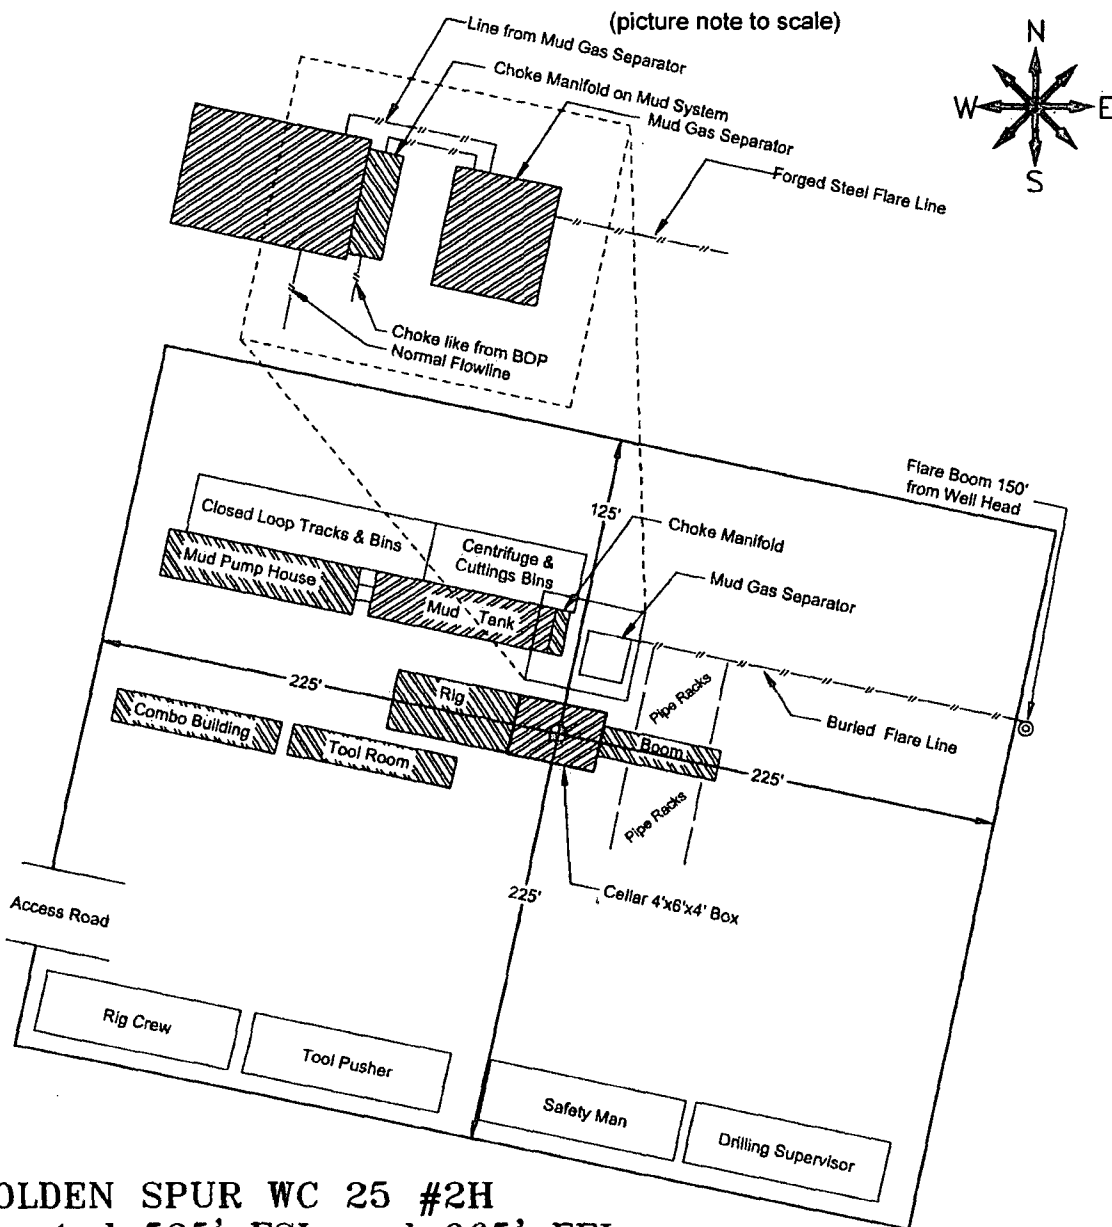 (picture note to scale)
Line from Mud Gas Separator
Choke Manifold on Mud System
Mud Gas Separator
Forged Steel Flare Line
N
W
E
S
Choke like from BOP
Normal Flowline
Flare Boom 150'
from Well Head
Closed Loop Tracks & Bins
Centrifuge &
Cuttings Bins
125'
Choke Manifold
Mud Pump House
Mud Tank
Mud Gas Separator
225'
Rig
Pipe Racks
Combo Building
Tool Room
Boom
Buried Flare Line
225'
Pipe Racks
225'
Cellar 4'x6'x4' Box
Access Road
Rig Crew
Tool Pusher
Safety Man
Drilling Supervisor
OLDEN SPUR WC 25 #2H